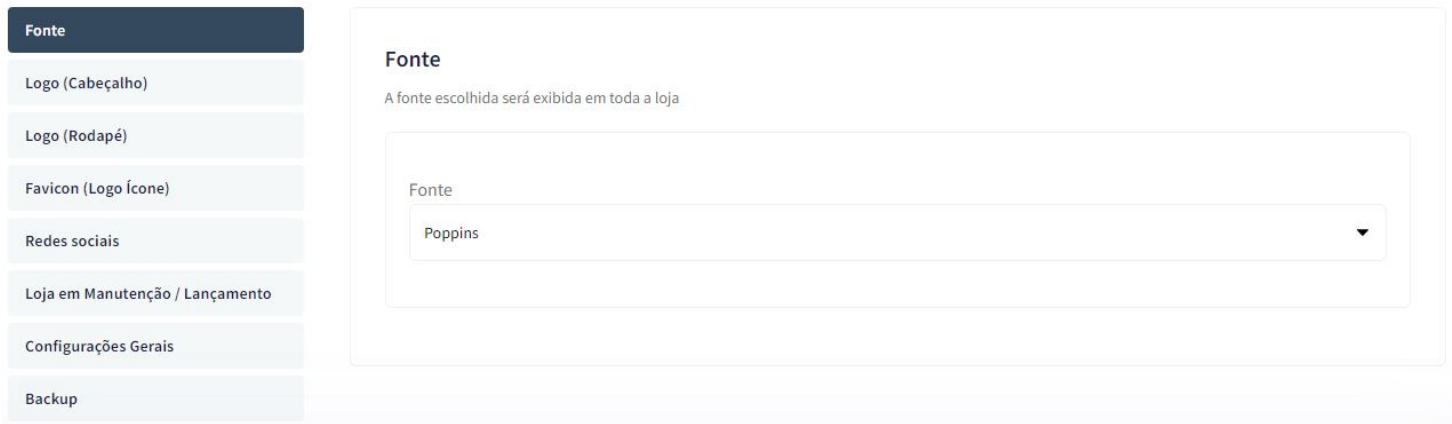 Fonte
Logo (Cabeçalho)
Logo (Rodapé)
Favicon (Logo Ícone)
Redes sociais
Loja em Manutenção / Lançamento
Configurações Gerais
Backup
Fonte
A fonte escolhida será exibida em toda a loja
Fonte
Poppins